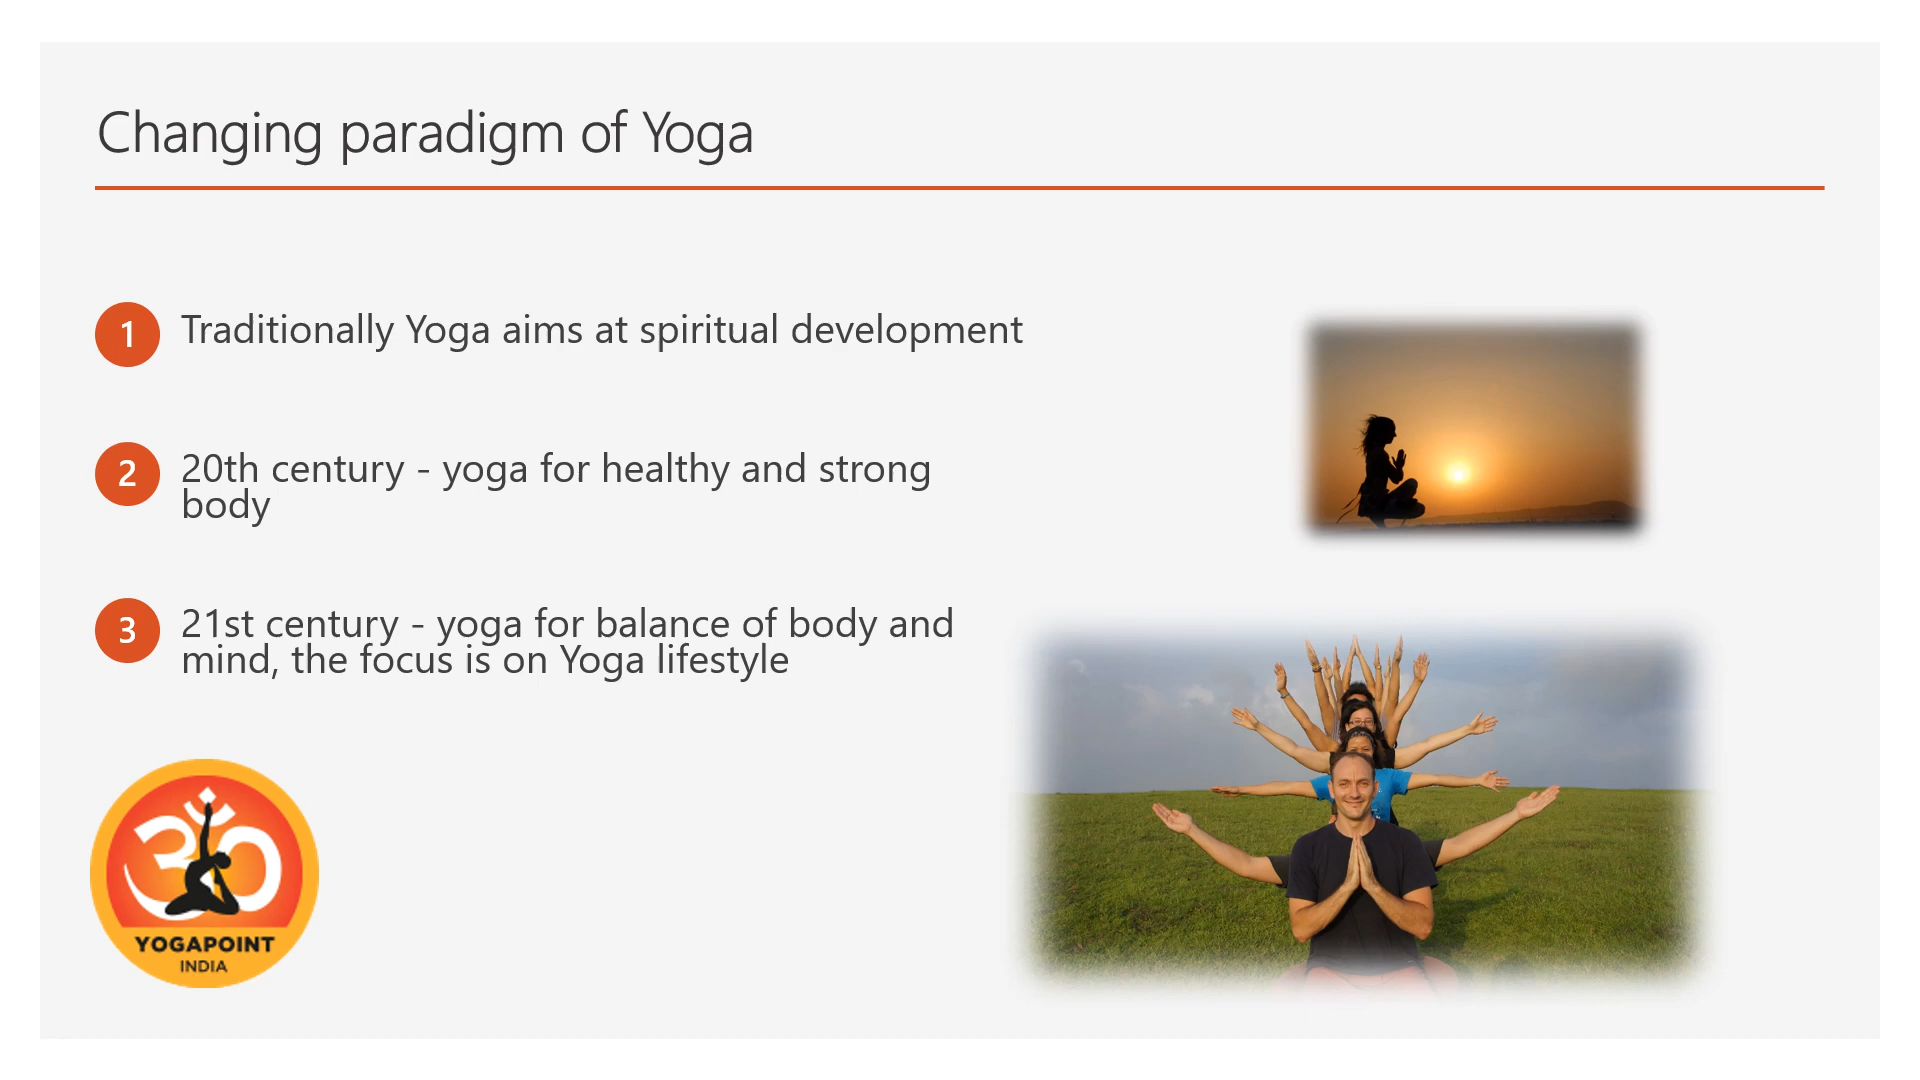 Changing paradigm of Yoga
1 Traditionally Yoga aims at spiritual development
2 20th century - yoga for healthy and strong
body
3 21st century - yoga for balance of body and
mind, the focus is on Yoga lifestyle
ॐ
YOGAPOINT
INDIA